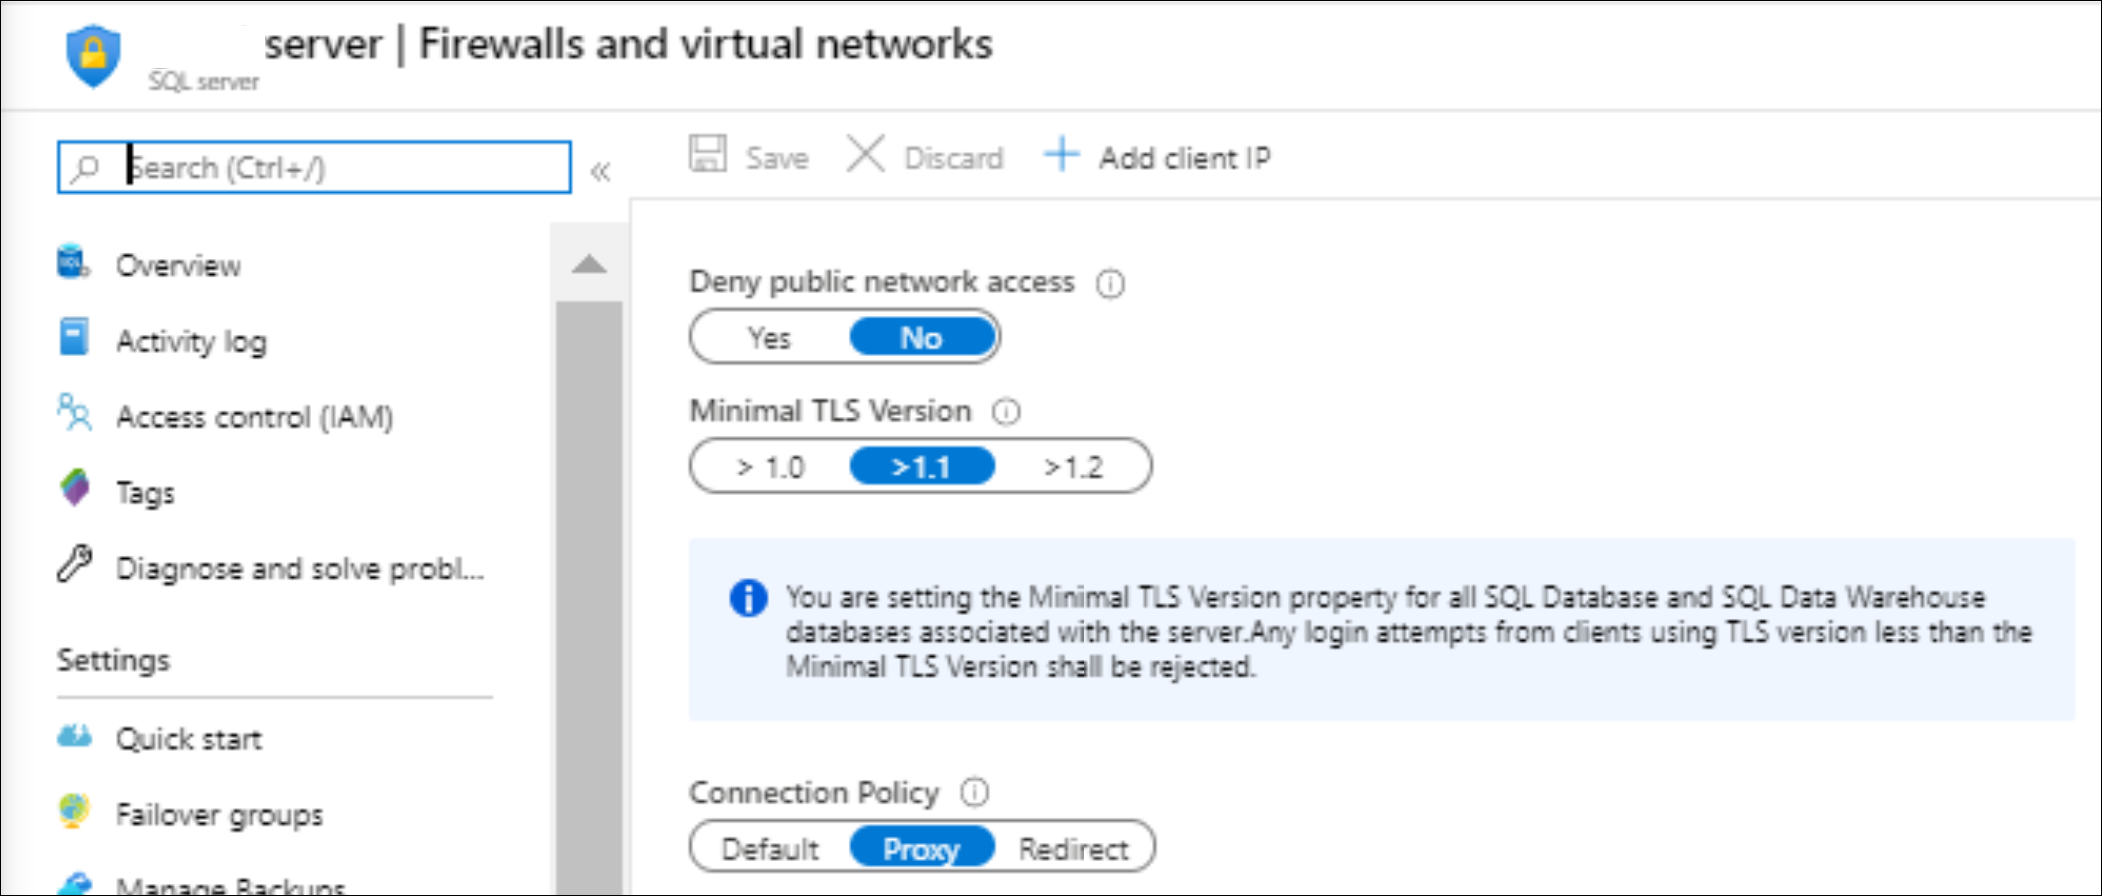 server | Firewalls and virtual networks
SQL server
Search (Ctrl+/)
«
Save
Discard
Add client IP
Overview
Activity log
Access control (IAM)
Tags
Diagnose and solve probl...
Settings
Quick start
Failover groups
Manage Backups
Deny public network access
Yes
No
Minimal TLS Version
> 1.0
>1.1
>1.2
You are setting the Minimal TLS Version property for all SQL Database and SQL Data Warehouse
databases associated with the server.Any login attempts from clients using TLS version less than the
Minimal TLS Version shall be rejected.
Connection Policy
Default
Proxy
Redirect